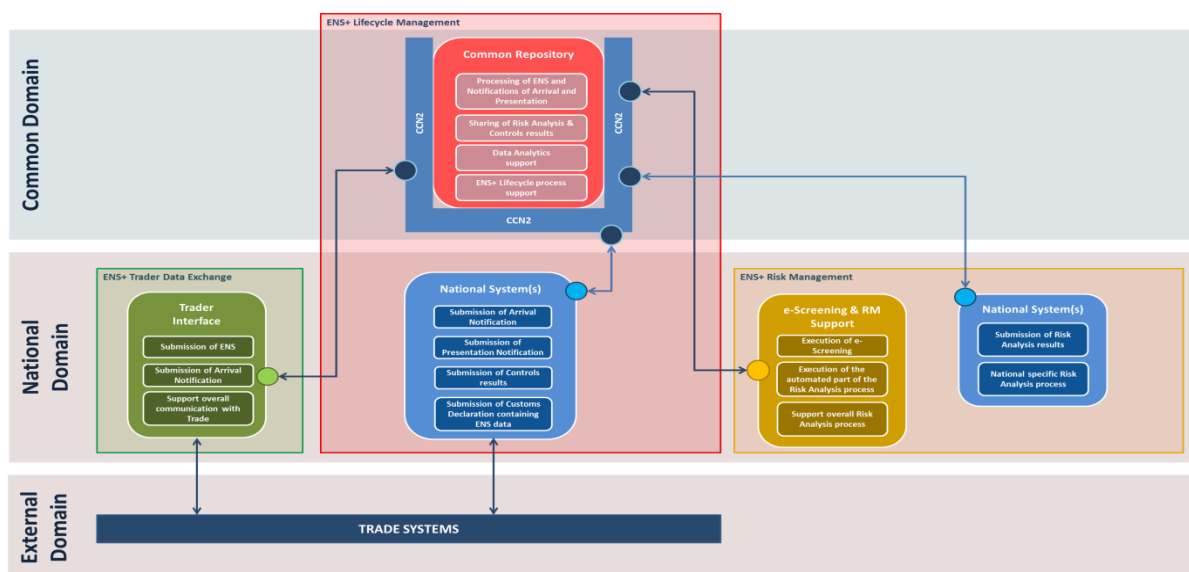 ENS+ Lifecycle Management
Common Domain
Common Repository
Processing of ENS and
Notifications of Arrival and
Presentation
Sharing of Risk Analysis &
Controls results
Data Analytics
support
ENS+ Lifecycle process
support
CCN2
CCN2
CCN2
National
Domain
ENS+ Trader Data Exchange
Trader
Interface
Submission of ENS
Submission of Arrival
Notification
Support overall
communication with
Trade
National System(s)
Submission of Arrival
Notification
Submission of
Presentation Notification
Submission of Controls
results
Submission of Customs
Declaration containing
ENS data
ENS+ Risk Management
e-Screening & RM
Support
Execution of e-
Screening
Execution of the
automated part of the
Risk Analysis process
Support overall Risk
Analysis process
National System(s)
Submission of Risk
Analysis results
National specific Risk
Analysis process
External
Domain
TRADE SYSTEMS